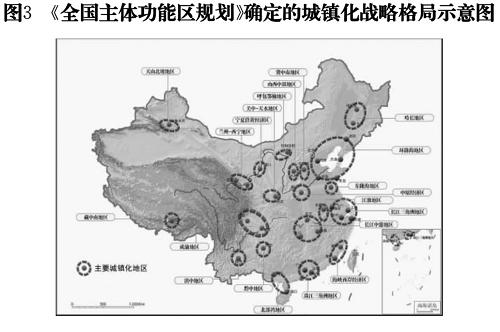 图3 《全国主体功能区规划》确定的城镇化战略格局示意图
天山北坡地区
冀中南地区
山西中部地区
呼包鄂榆地区
关中-天水地区
宁夏沿黄经济区
兰州-西宁地区
哈长地区
环渤海地区
东陇海地区
中原经济区
江淮地区
长江三角洲地区
长江中游地区
藏中南地区
成渝地区
主要城镇化地区
滇中地区
黔中地区
北部湾地区
珠江三角洲地区
海峡西岸经济区
南海诸岛
0 500 1,000km